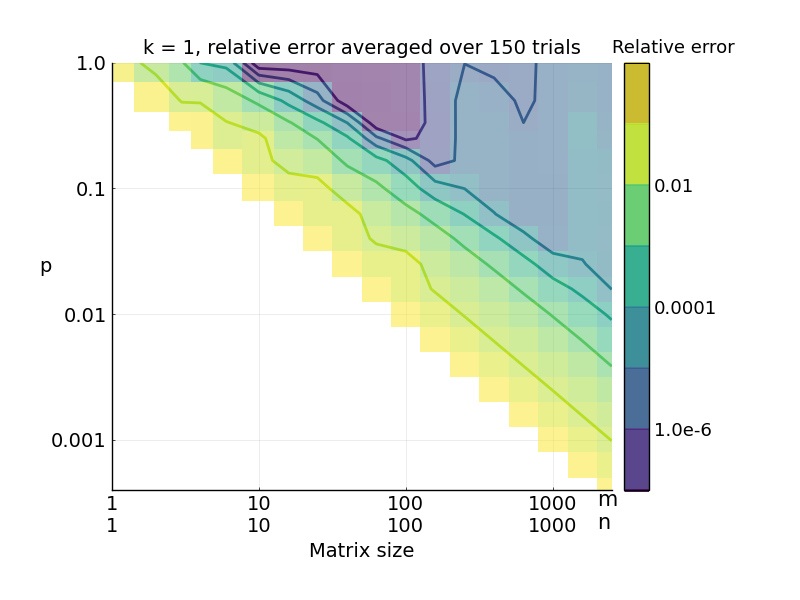 k = 1, relative error averaged over 150 trials
Relative error
1.0
0.1
0.01
0.001
p
0.01
0.0001
1.0e-6
1 10 100 1000 m
1 10 100 1000 n
Matrix size